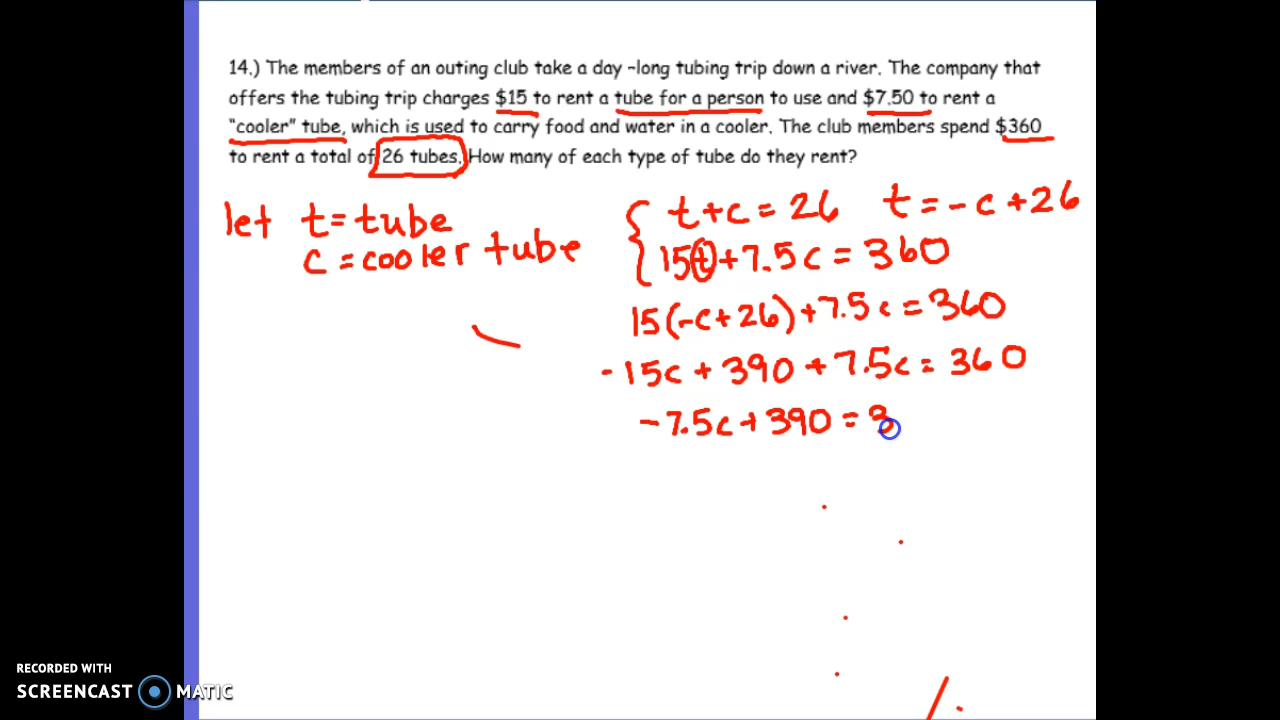 14.) The members of an outing club take a day -long tubing trip down a river. The company that
offers the tubing trip charges $15 to rent a tube for a person to use and $7.50 to rent a
"cooler" tube, which is used to carry food and water in a cooler. The club members spend $360
to rent a total of 26 tubes. How many of each type of tube do they rent?
let t = tube
c = cooler tube
t + c = 26 t = -c + 26
15t + 7.5c = 360
15(-c + 26) + 7.5c = 360
-15c + 390 + 7.5c = 360
-7.5c + 390 = 3
RECORDED WITH
SCREENCAST MATIC